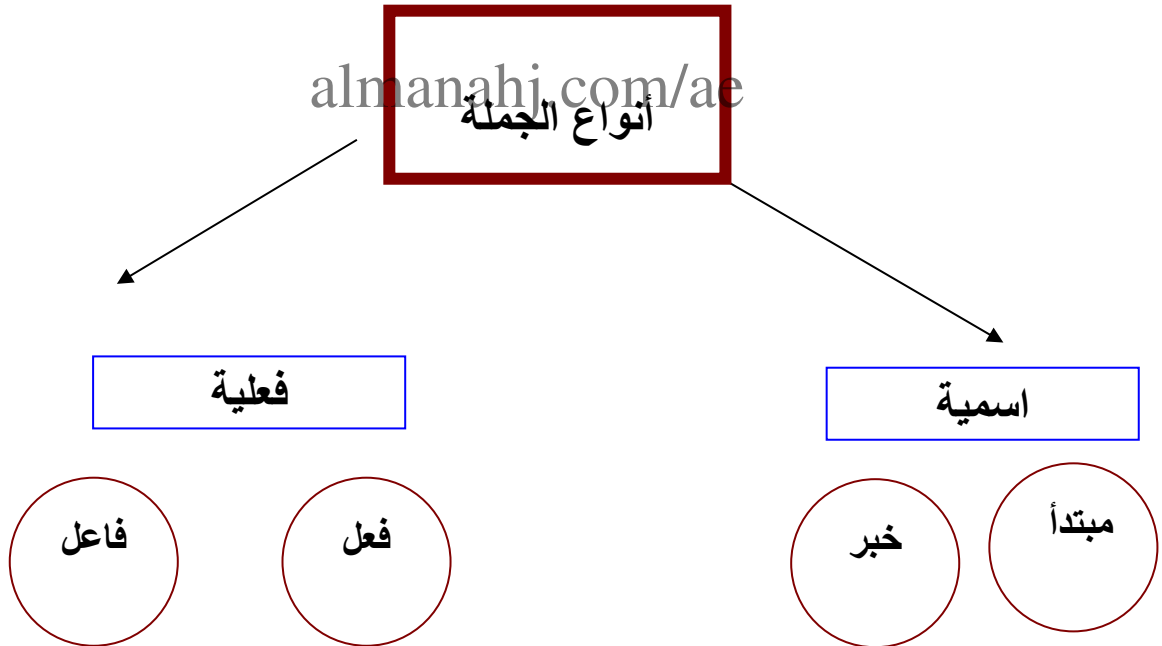 almanahj.com/ae
أنواع الجملة
اسمية
فعلية
مبتدأ
خبر
فعل
فاعل